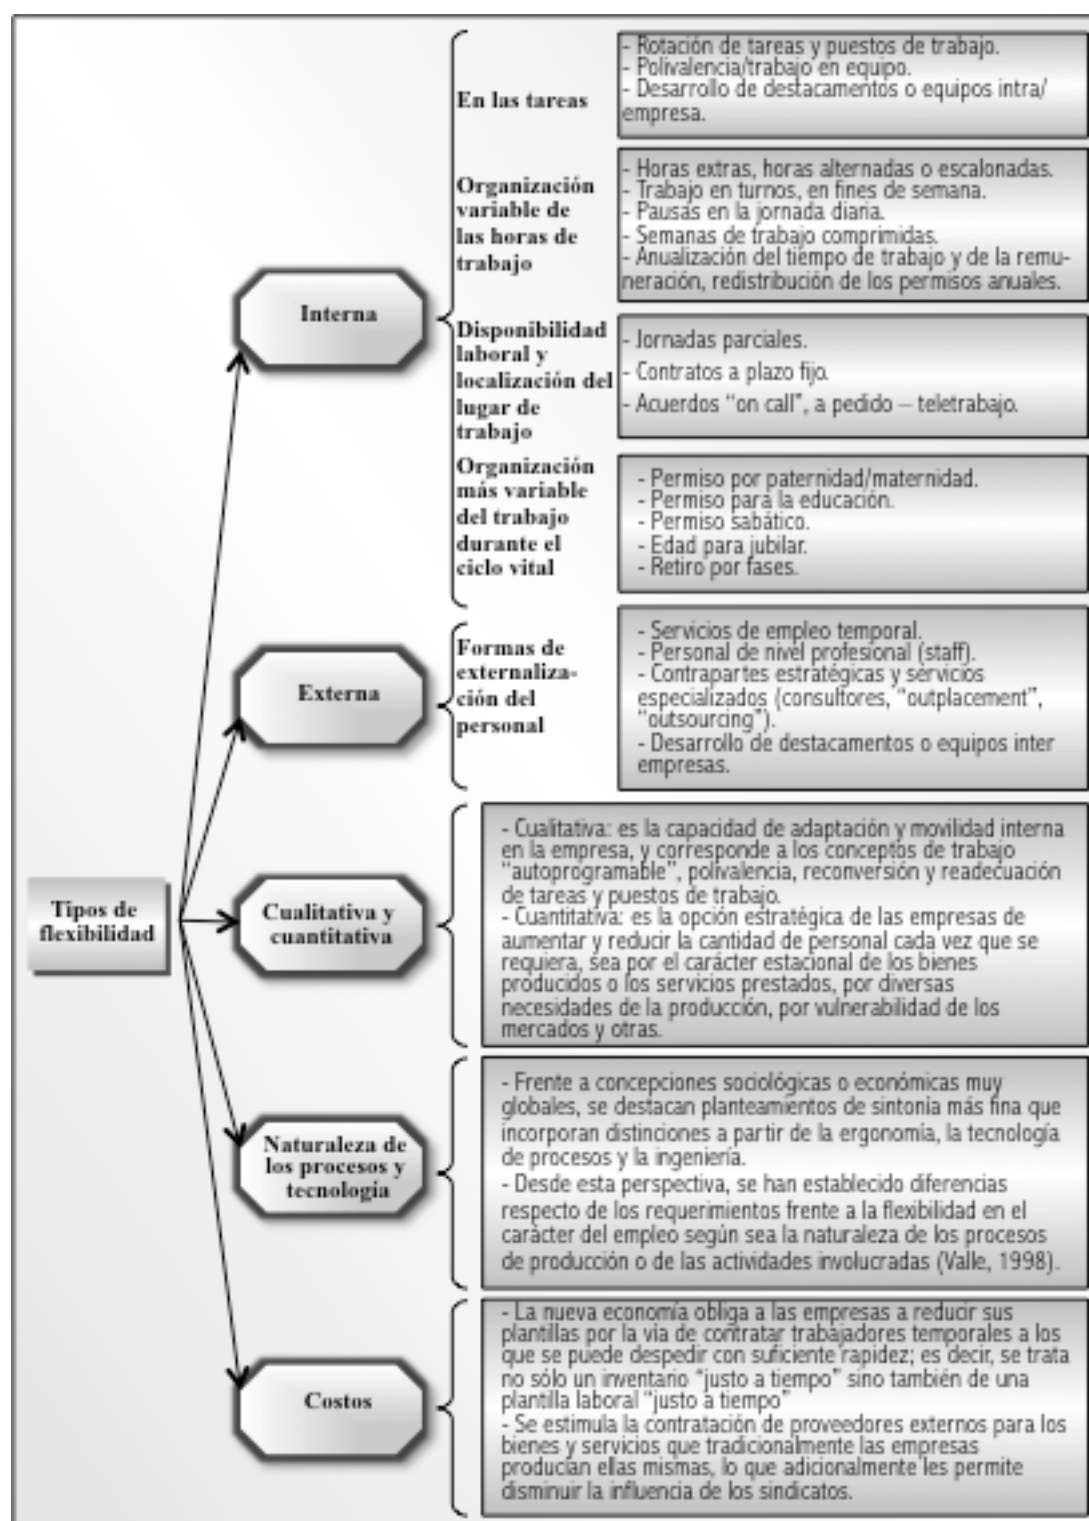 Tipos de
flexibilidad
Interna
En las tareas
- Rotación de tareas y puestos de trabajo.
- Polivalencia/trabajo en equipo.
- Desarrollo de destacamentos o equipos intra/
empresa.
Organización
variable de
las horas de
trabajo
- Horas extras, horas alternadas o escalonadas.
- Trabajo en turnos, en fines de semana.
- Pausas en la jornada diaria.
- Semanas de trabajo comprimidas.
- Anualización del tiempo de trabajo y de la remu-
neración, redistribución de los permisos anuales.
Disponibilidad
laboral y
localización del
lugar de
trabajo
- Jornadas parciales.
- Contratos a plazo fijo.
- Acuerdos “on call”, a pedido – teletrabajo.
Organización
más variable
del trabajo
durante el
ciclo vital
- Permiso por paternidad/maternidad.
- Permiso para la educación.
- Permiso sabático.
- Edad para jubilar.
- Retiro por fases.
Externa
Formas de
externaliza-
ción del
personal
- Servicios de empleo temporal.
- Personal de nivel profesional (staff).
- Contrapartes estratégicas y servicios
especializados (consultores, “outplacement”,
“outsourcing”).
- Desarrollo de destacamentos o equipos inter
empresas.
Cualitativa y
cuantitativa
- Cualitativa: es la capacidad de adaptación y movilidad interna
en la empresa, y corresponde a los conceptos de trabajo
“autoprogramable”, polivalencia, reconversión y readecuación
de tareas y puestos de trabajo.
- Cuantitativa: es la opción estratégica de las empresas de
aumentar y reducir la cantidad de personal cada vez que se
requiera, sea por el carácter estacional de los bienes
producidos o los servicios prestados, por diversas
necesidades de la producción, por vulnerabilidad de los
mercados y otras.
Naturaleza de
los procesos y
tecnología
- Frente a concepciones sociológicas o económicas muy
globales, se destacan planteamientos de sintonía más fina que
incorporan distinciones a partir de la ergonomía, la tecnología
de procesos y la ingeniería.
- Desde esta perspectiva, se han establecido diferencias
respecto de los requerimientos frente a la flexibilidad en el
carácter del empleo según sea la naturaleza de los procesos
de producción o de las actividades involucradas (Valle, 1998).
Costos
- La nueva economía obliga a las empresas a reducir sus
plantillas por la vía de contratar trabajadores temporales a los
que se puede despedir con suficiente rapidez; es decir, se trata
no sólo un inventario “justo a tiempo” sino también de una
plantilla laboral “justo a tiempo”
- Se estimula la contratación de proveedores externos para los
bienes y servicios que tradicionalmente las empresas
producían ellas mismas, lo que adicionalmente les permite
disminuir la influencia de los sindicatos.